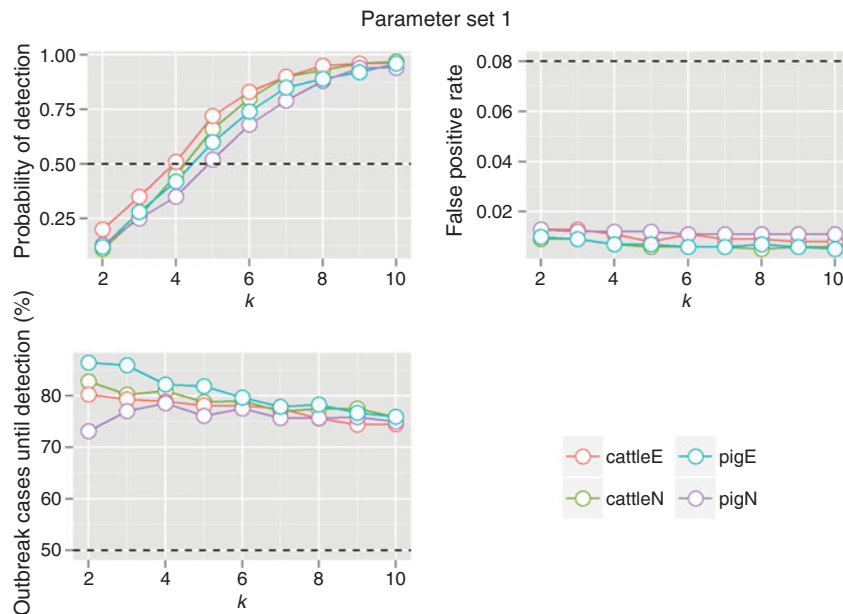 Parameter set 1
Probability of detection
1.00
0.75
0.50
0.25
2 4 6 8 10
k
False positive rate
0.08
0.06
0.04
0.02
2 4 6 8 10
k
Outbreak cases until detection (%)
80
70
60
50
2 4 6 8 10
k
cattleE pigE
cattleN pigN